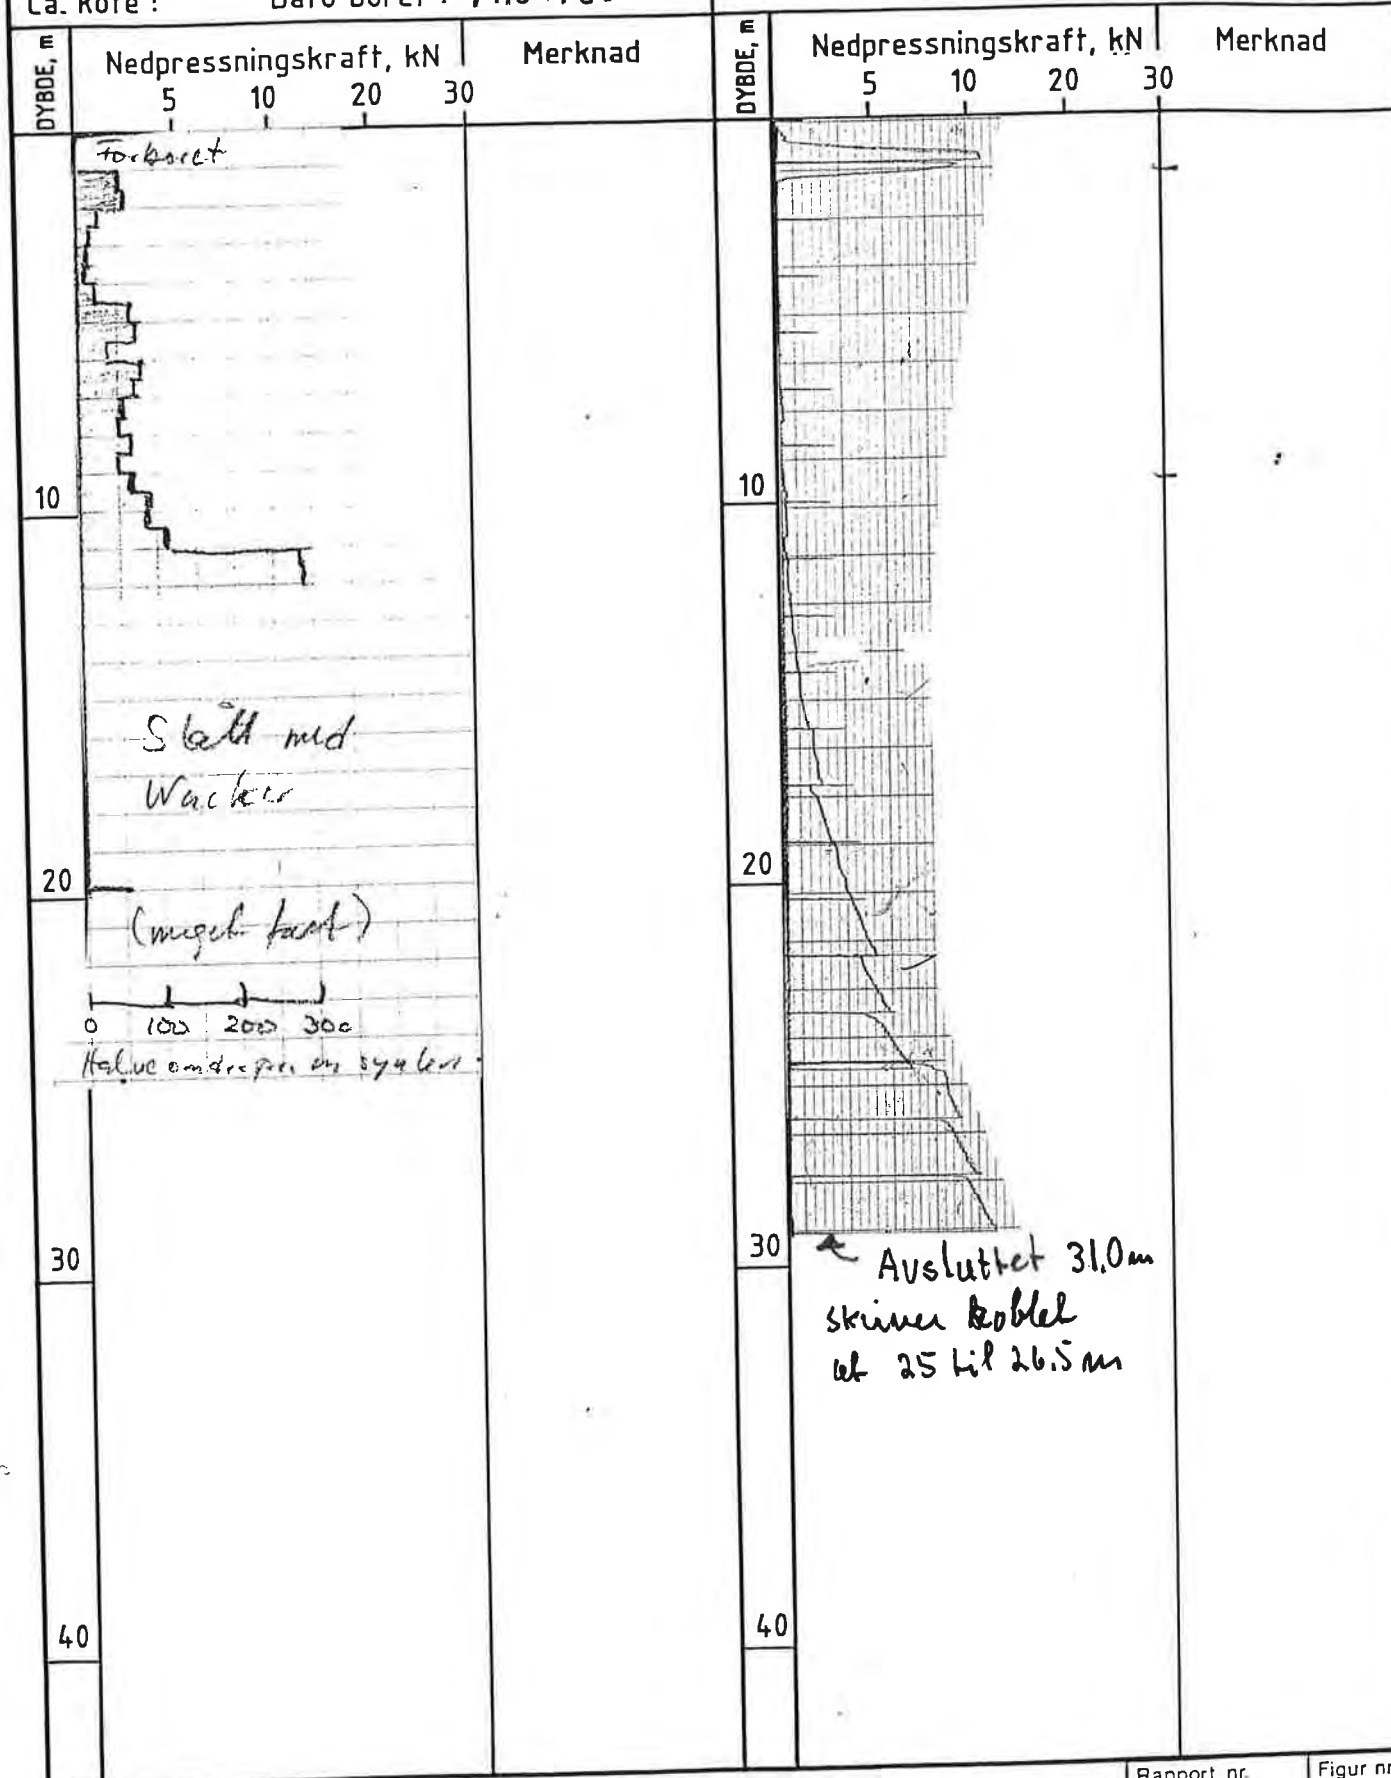 Ca. Kote :
DYBDE, m
Nedpressningskraft, kN
Merknad
5 10 20 30
Forboret
10
Slått med
Wacker
20
(meget fast)
0 100 200 300
Halve omdreininger
30
40
DYBDE, m
Nedpressningskraft, kN
Merknad
5 10 20 30
10
20
30
Avsluttet 31.0 m
skriver koblet
ut 25 til 26.5 m
40
Rapport nr.
Figur nr